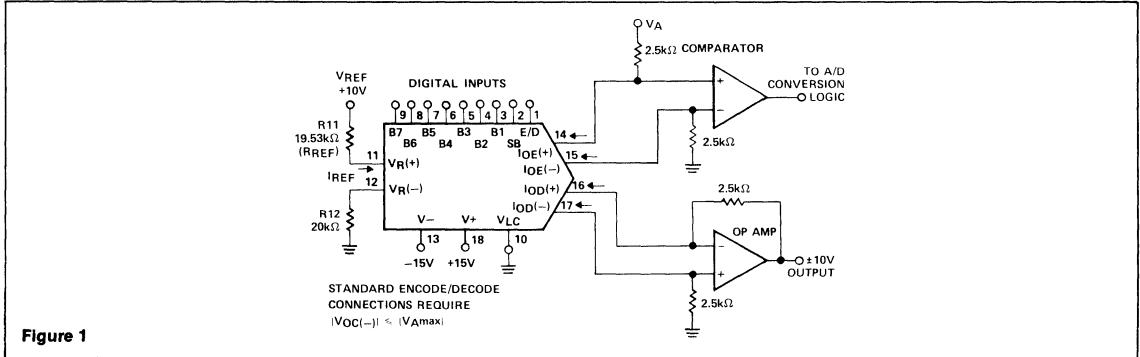 VA
2.5kΩ COMPARATOR
+
−
TO A/D
CONVERSION
LOGIC
2.5kΩ
VREF
+10V
DIGITAL INPUTS
9 8 7 6 5 4 3 2 1
B7 B5 B3 B1 E/D
B6 B4 B2 SB
R11
19.53kΩ
(RREF)
11
VR(+)
IREF
12
VR(−)
R12
20kΩ
14
IOE(+)
15
IOE(−)
16
IOD(+)
17
IOD(−)
V− V+ VLC
13 18 10
−15V +15V
2.5kΩ
OP AMP
−
+
±10V
OUTPUT
2.5kΩ
STANDARD ENCODE/DECODE
CONNECTIONS REQUIRE
|VOC(−)| ≤ |VAmax|
Figure 1